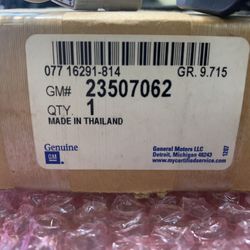 077 16291-814 GR. 9.715
GM# 23507062
QTY. 1
MADE IN THAILAND
Genuine
GM
General Motors LLC
Detroit, Michigan 48243
www.mycertifiedservice.com